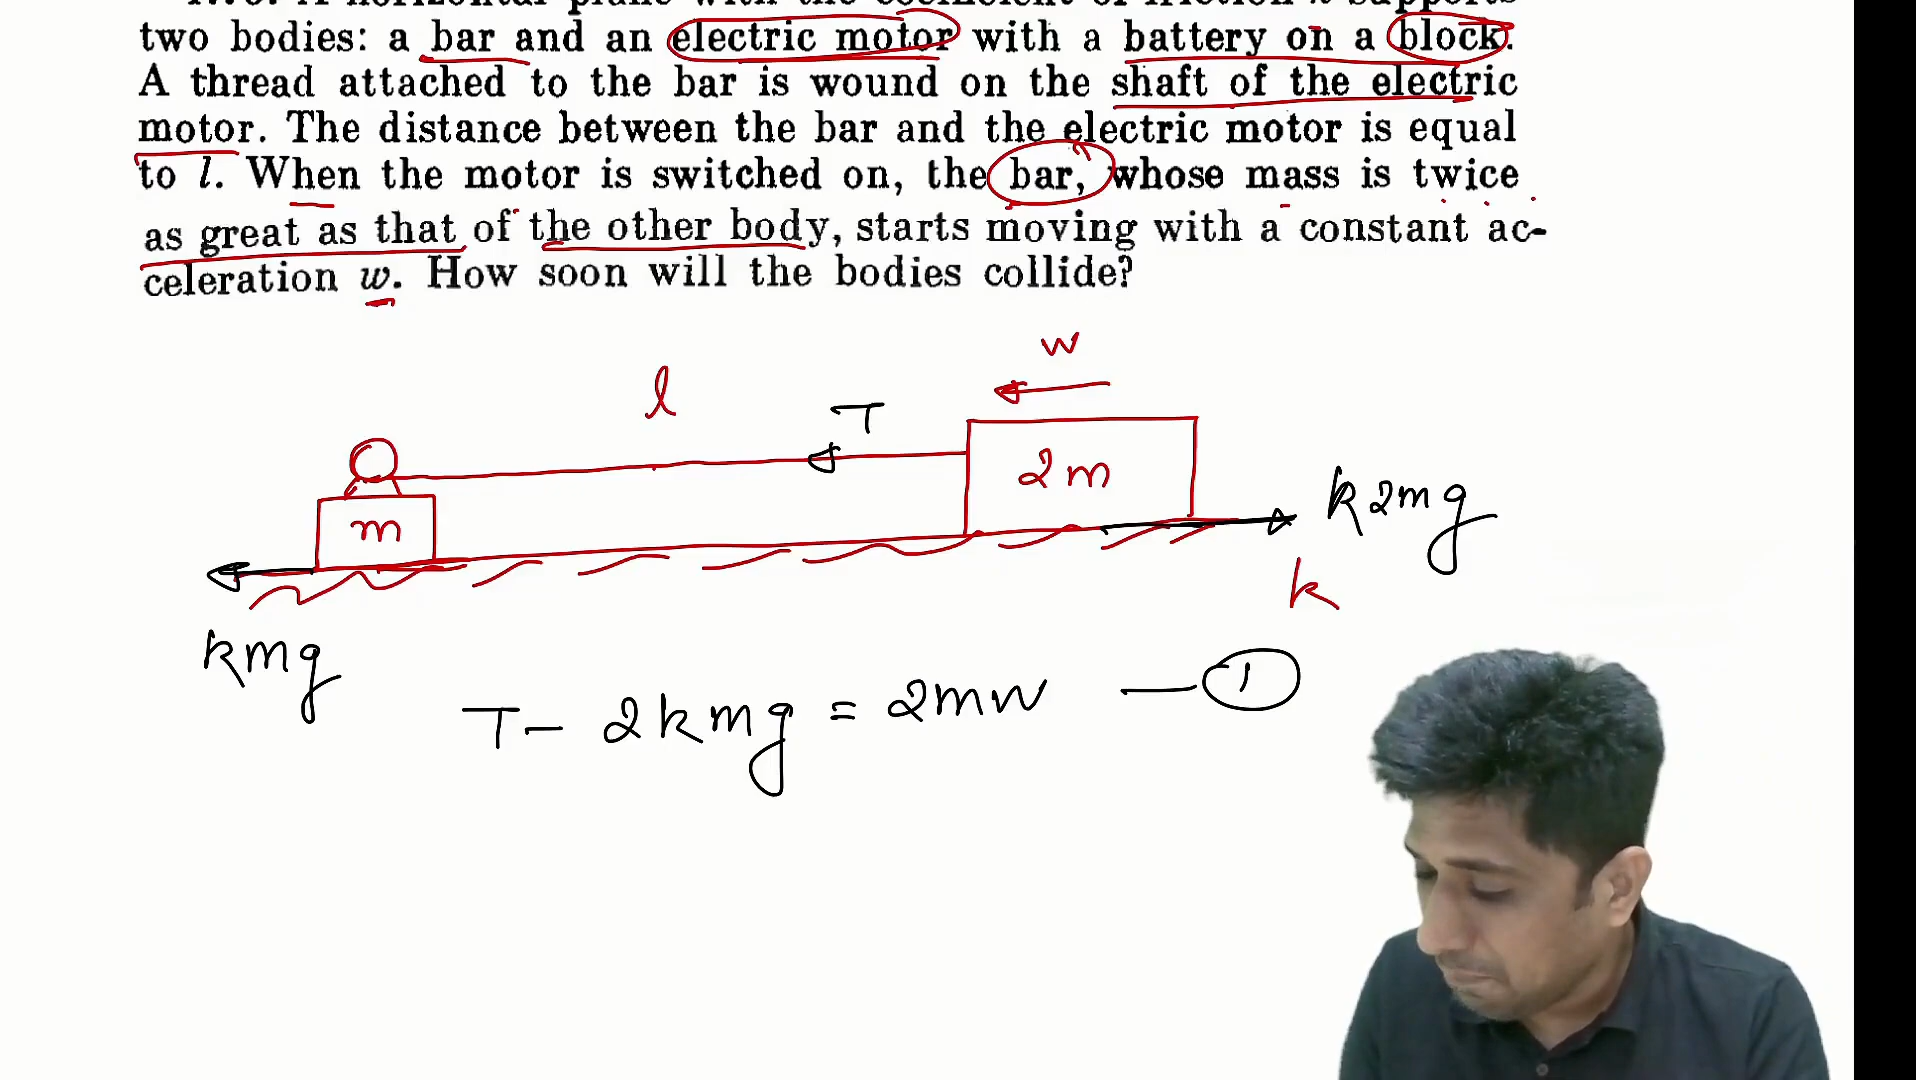 two bodies: a bar and an electric motor with a battery on a block.
A thread attached to the bar is wound on the shaft of the electric
motor. The distance between the bar and the electric motor is equal
to l. When the motor is switched on, the bar, whose mass is twice
as great as that of the other body, starts moving with a constant ac-
celeration w. How soon will the bodies collide?
w
l
T
2m
m
k2mg
k
kmg
T - 2kmg = 2mw — 1